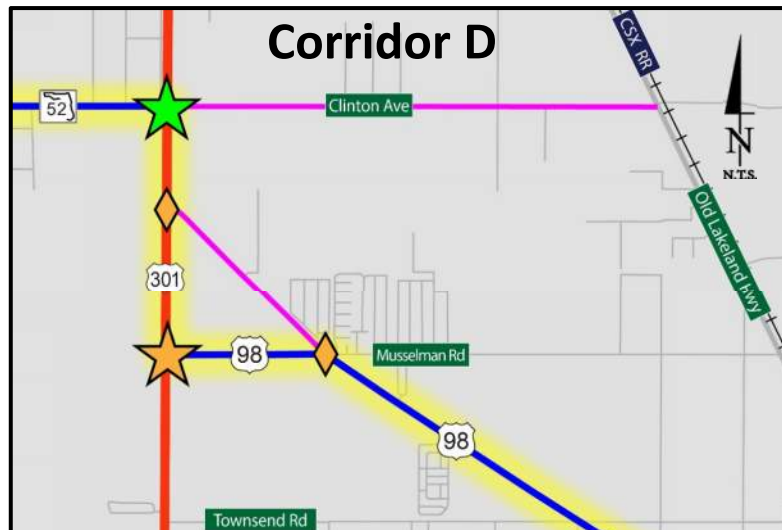 Corridor D
CSX RR
52
Clinton Ave
N
N.T.S.
Old Lakeland Hwy
301
98
Musselman Rd
98
Townsend Rd